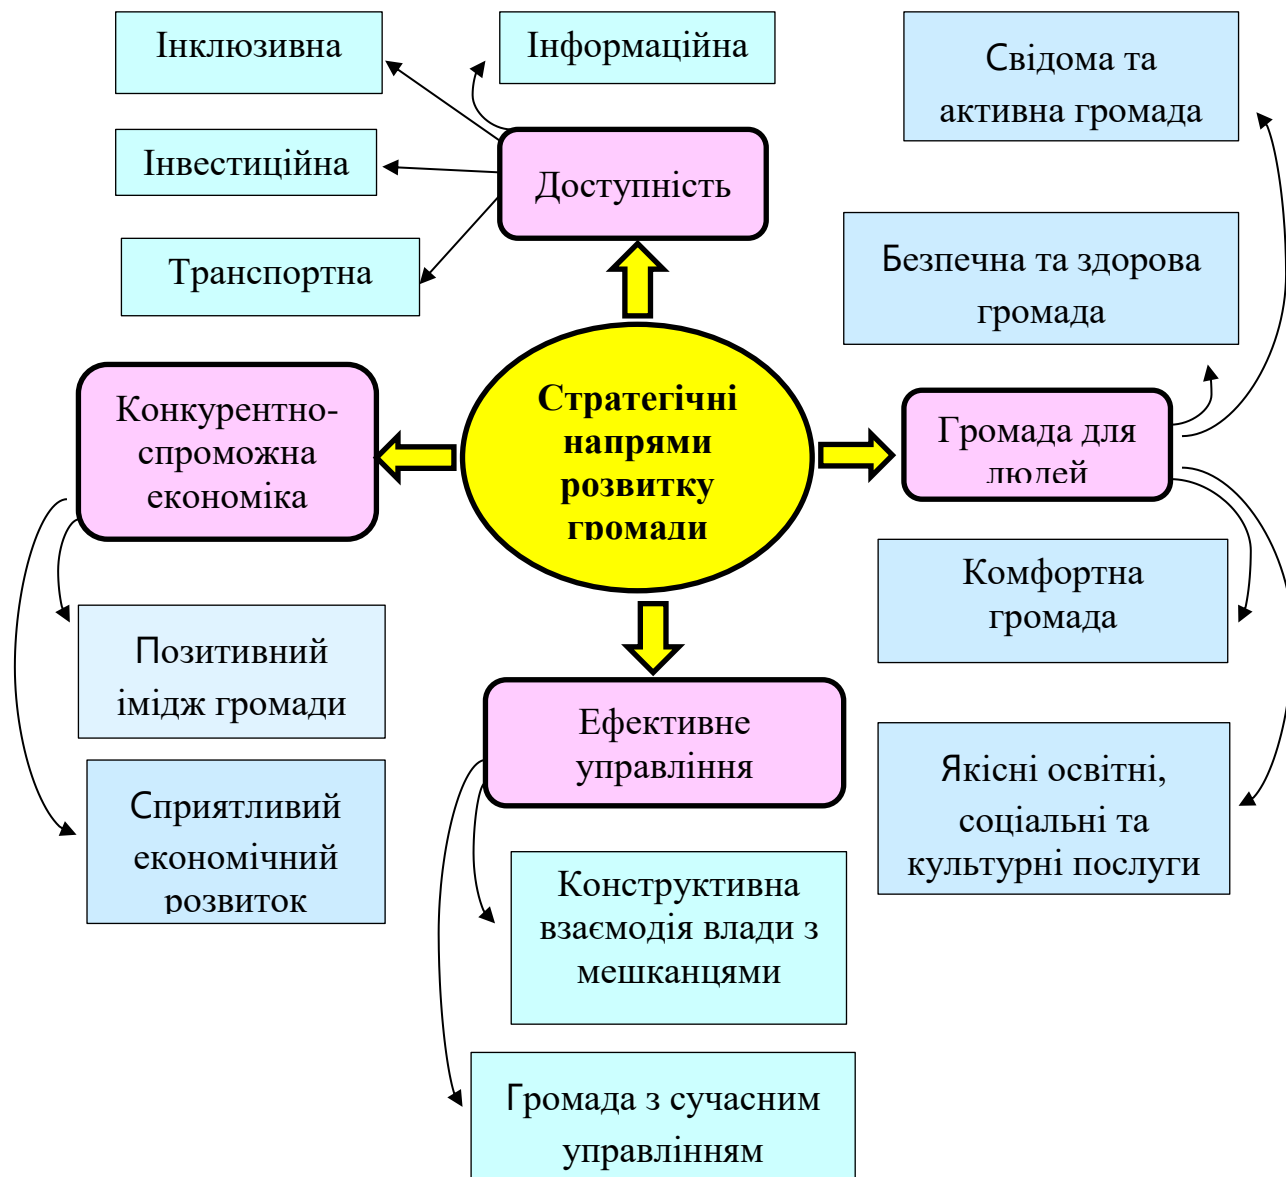 Інклюзивна
Інформаційна
Свідома та
активна громада
Інвестиційна
Доступність
Безпечна та здорова
громада
Транспортна
Конкурентно-
спроможна
економіка
Стратегічні
напрями
розвитку
громади
Громада для
людей
Комфортна
громада
Позитивний
імідж громади
Ефективне
управління
Якісні освітні,
соціальні та
культурні послуги
Сприятливий
економічний
розвиток
Конструктивна
взаємодія влади з
мешканцями
Громада з сучасним
управлінням